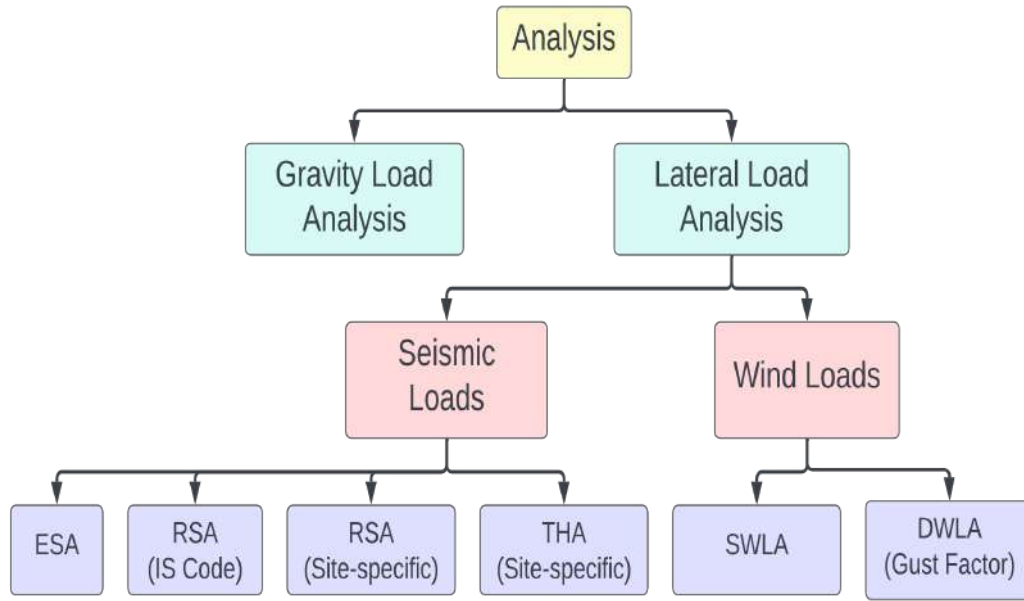 Analysis
Gravity Load
Analysis
Lateral Load
Analysis
Seismic
Loads
Wind Loads
ESA
RSA
(IS Code)
RSA
(Site-specific)
THA
(Site-specific)
SWLA
DWLA
(Gust Factor)